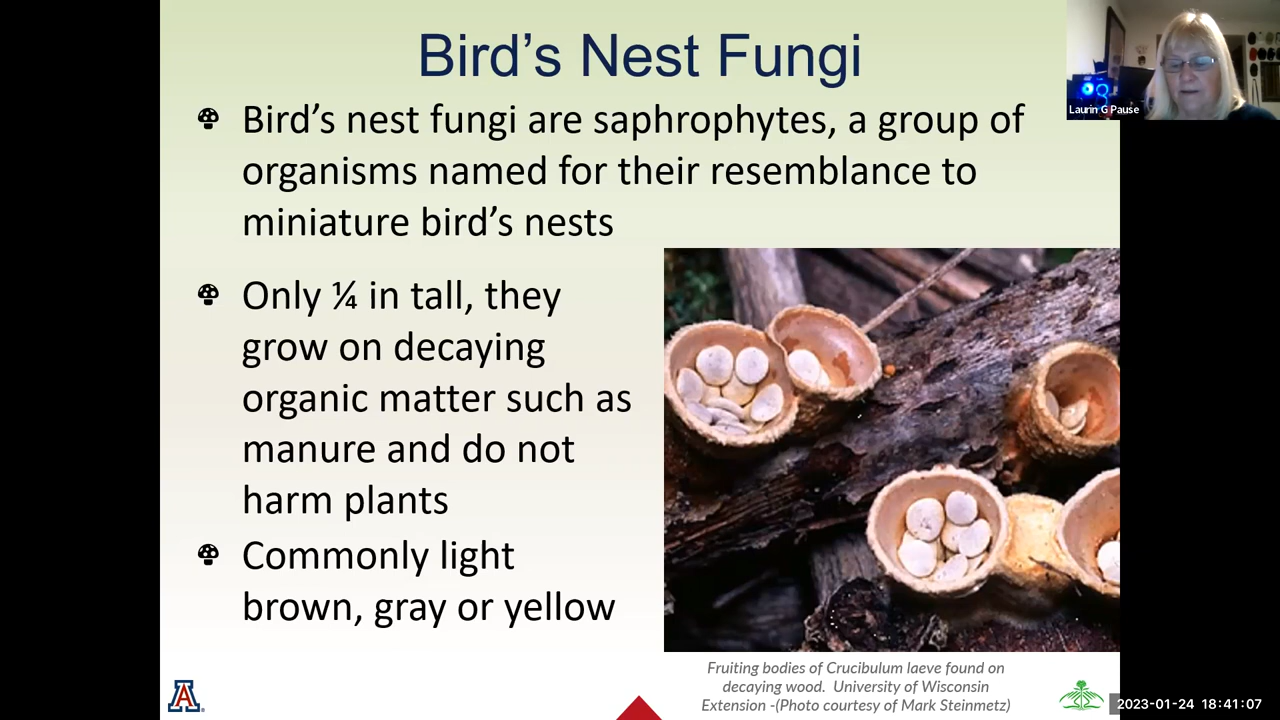 Bird’s Nest Fungi
Bird’s nest fungi are saphrophytes, a group of
organisms named for their resemblance to
miniature bird’s nests
Only ¼ in tall, they
grow on decaying
organic matter such as
manure and do not
harm plants
Commonly light
brown, gray or yellow
Fruiting bodies of Crucibulum laeve found on
decaying wood. University of Wisconsin
Extension -(Photo courtesy of Mark Steinmetz)
Laurin G Pause
A
2023-01-24 18:41:07